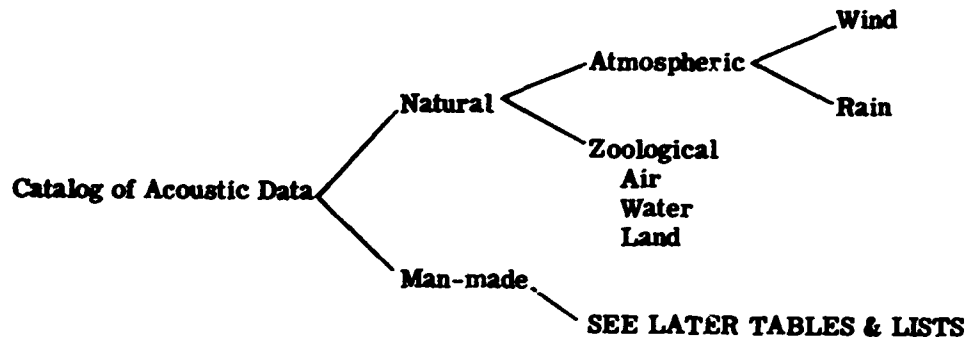 Wind
Atmospheric
Natural
Rain
Zoological
Air
Catalog of Acoustic Data
Water
Land
Man-made
SEE LATER TABLES & LISTS